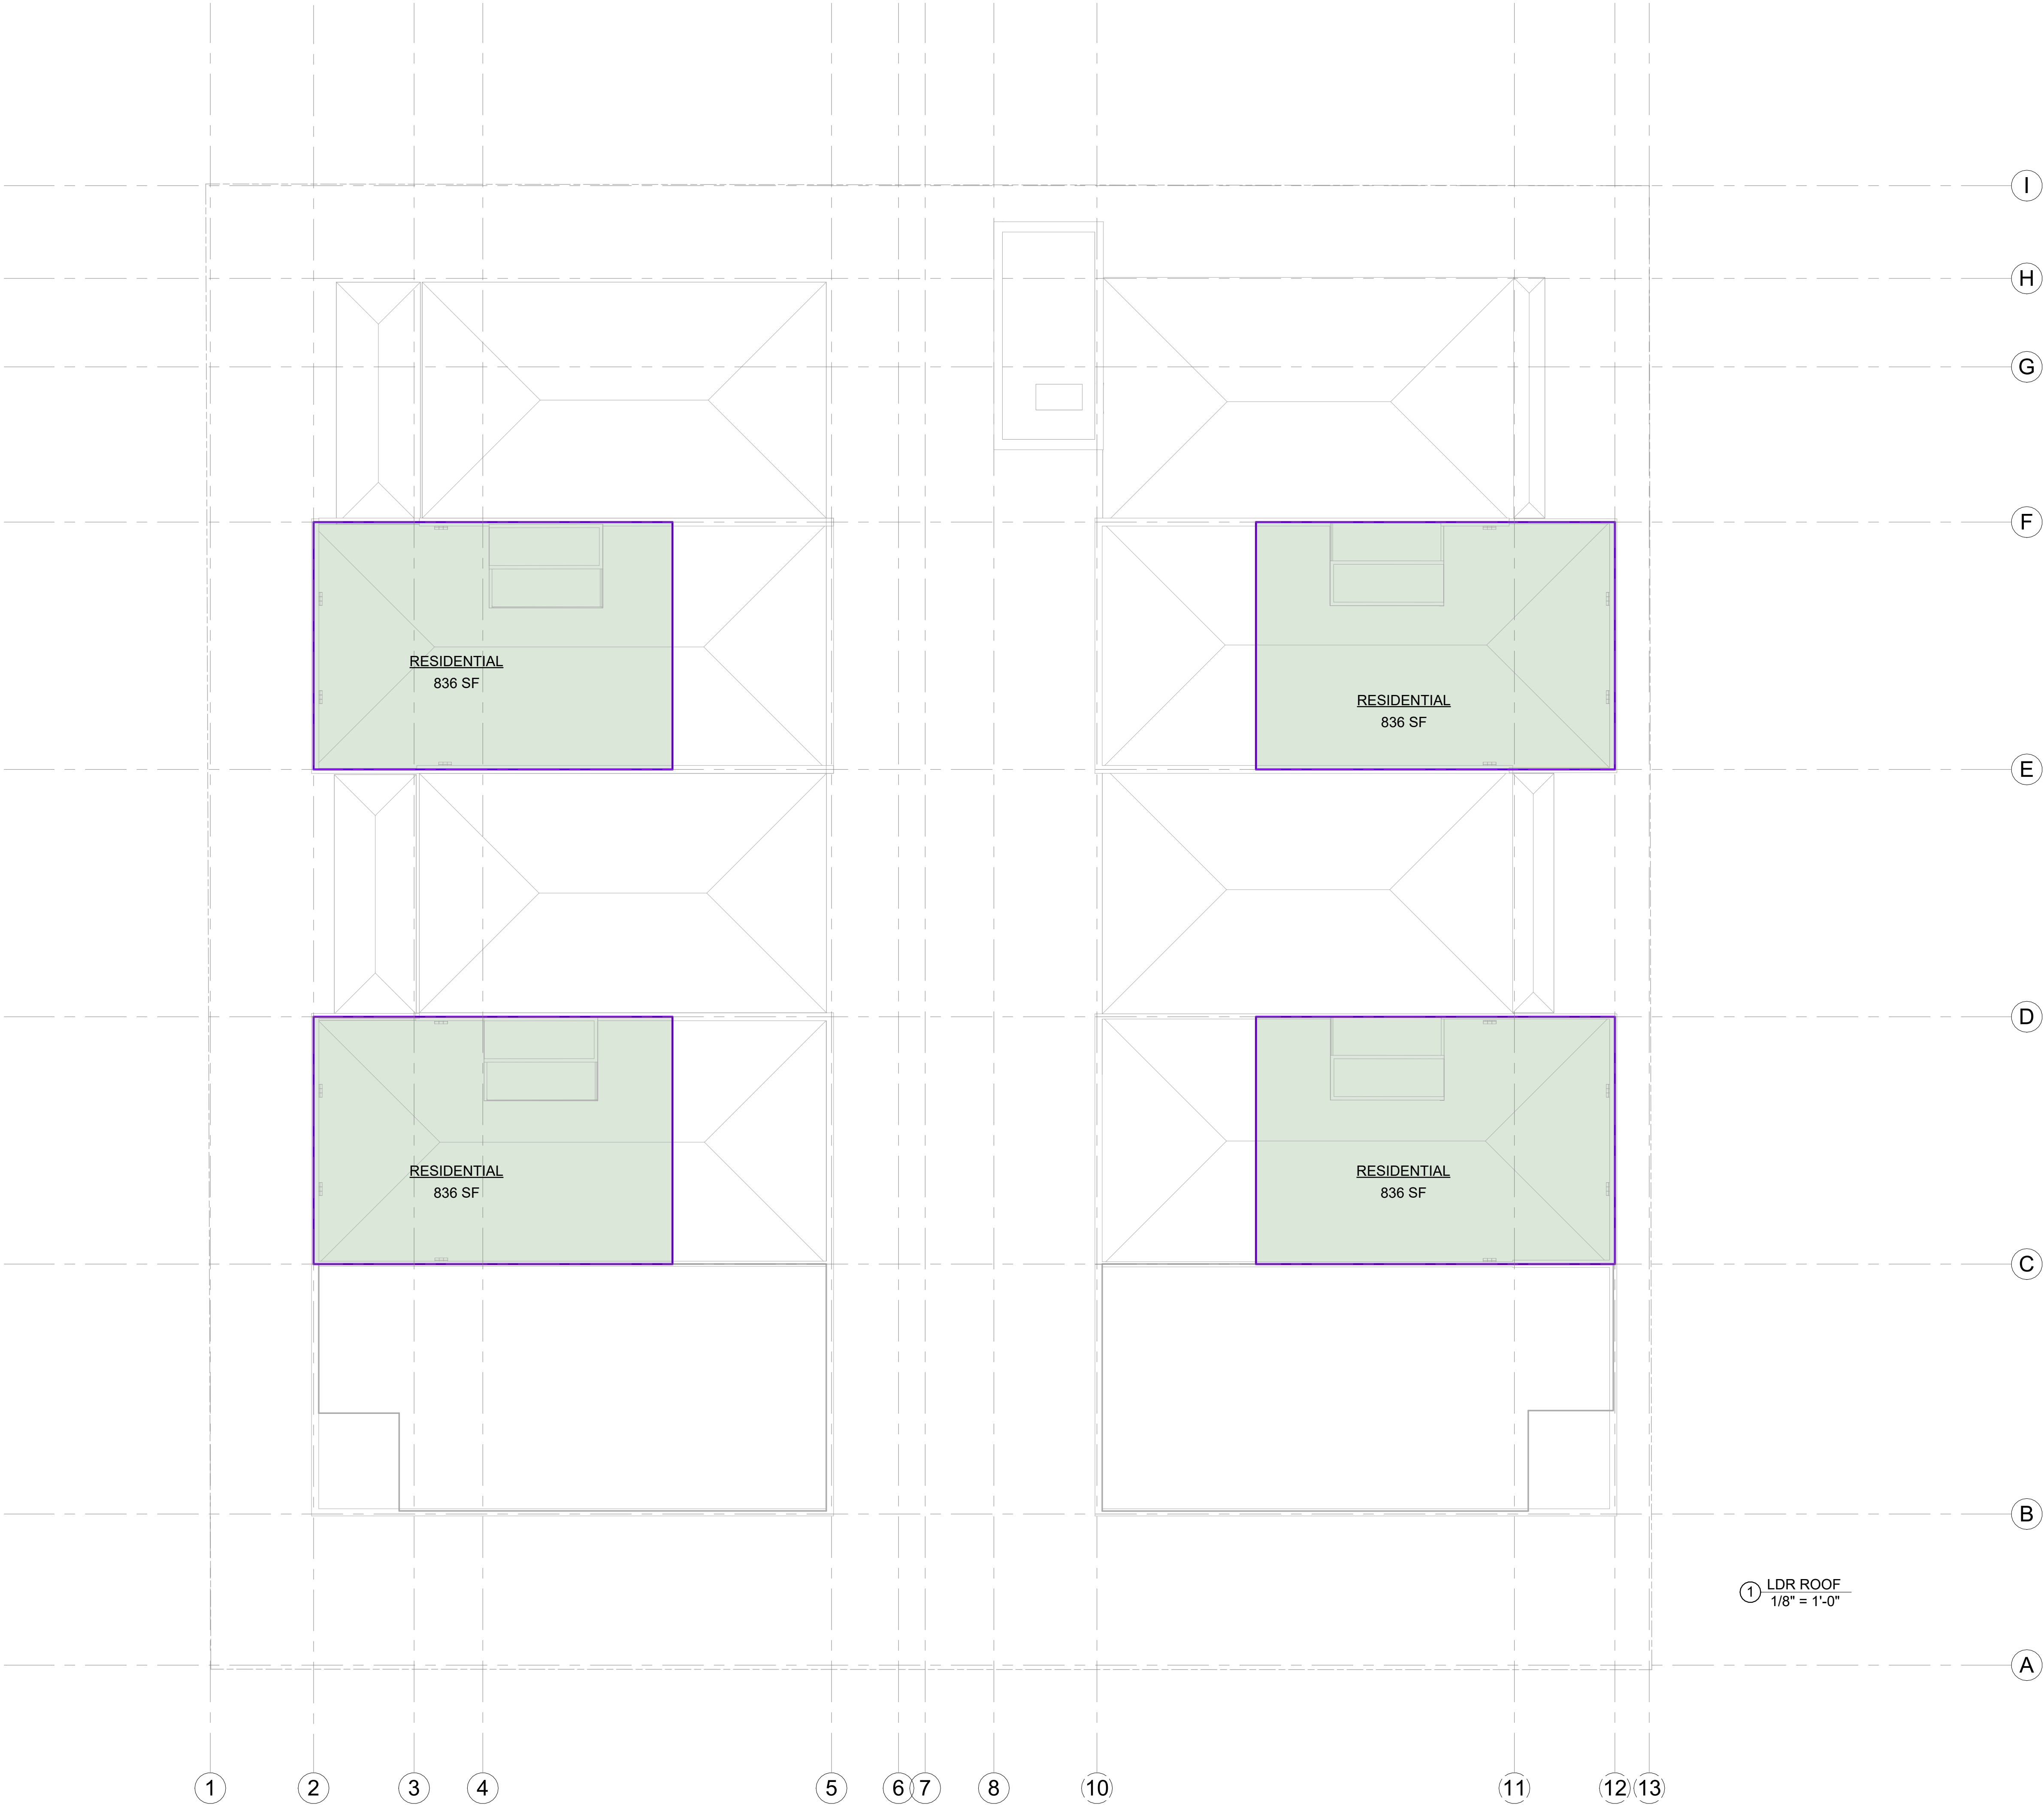 I
H
G
F
RESIDENTIAL
836 SF
RESIDENTIAL
836 SF
E
D
RESIDENTIAL
836 SF
RESIDENTIAL
836 SF
C
B
1 LDR ROOF
1/8" = 1'-0"
A
1 2 3 4 5 6 7 8 10 11 12 13